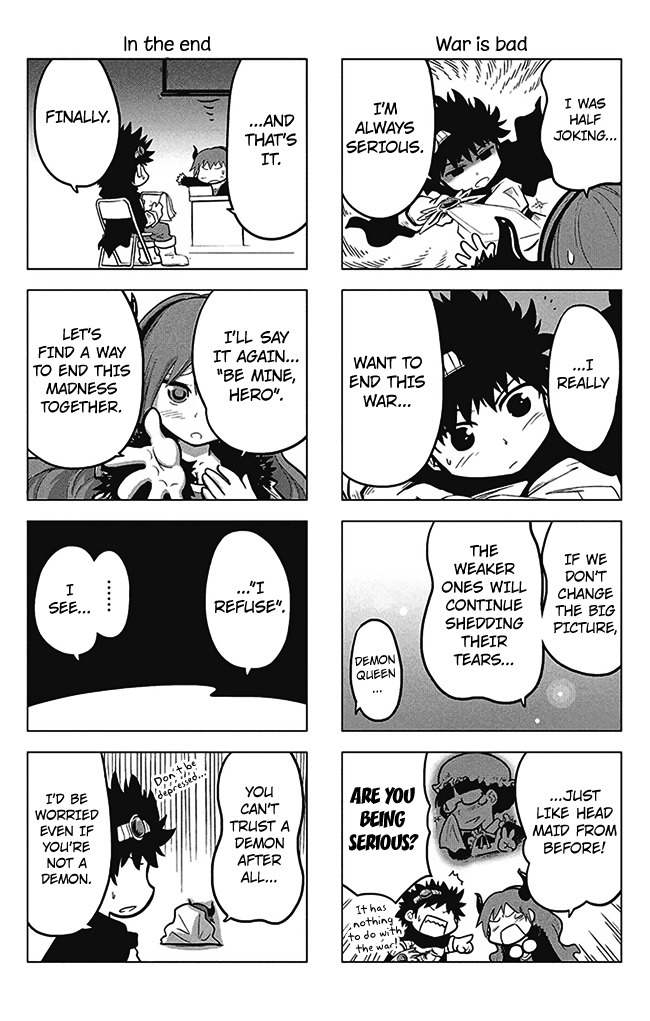 War is bad
I WAS
HALF
JOKING...
I'M
ALWAYS
SERIOUS.
...I
REALLY
WANT TO
END THIS
WAR...
IF WE
DON'T
CHANGE
THE BIG
PICTURE,
THE
WEAKER
ONES WILL
CONTINUE
SHEDDING
THEIR
TEARS...
DEMON
QUEEN
...
...JUST
LIKE HEAD
MAID FROM
BEFORE!
ARE YOU
BEING
SERIOUS?
It has
nothing
to do with
the war!
In the end
...AND
THAT'S
IT.
FINALLY.
I'LL SAY
IT AGAIN...
"BE MINE,
HERO".
LET'S
FIND A WAY
TO END THIS
MADNESS
TOGETHER.
..."I
REFUSE".
......
I
SEE...
YOU
CAN'T
TRUST A
DEMON
AFTER
ALL...
Don't be
depressed...
I'D BE
WORRIED
EVEN IF
YOU'RE
NOT A
DEMON.